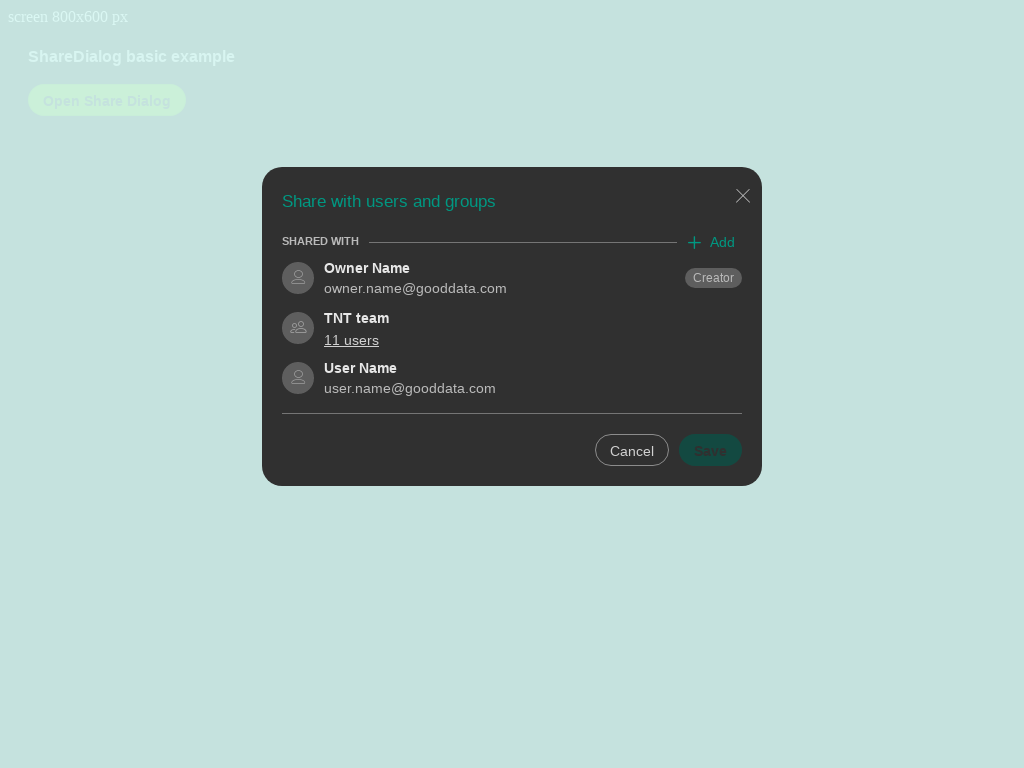 screen 800x600 px
ShareDialog basic example
Open Share Dialog
Share with users and groups
SHARED WITH
Add
Owner Name
owner.name@gooddata.com
Creator
TNT team
11 users
User Name
user.name@gooddata.com
Cancel
Save